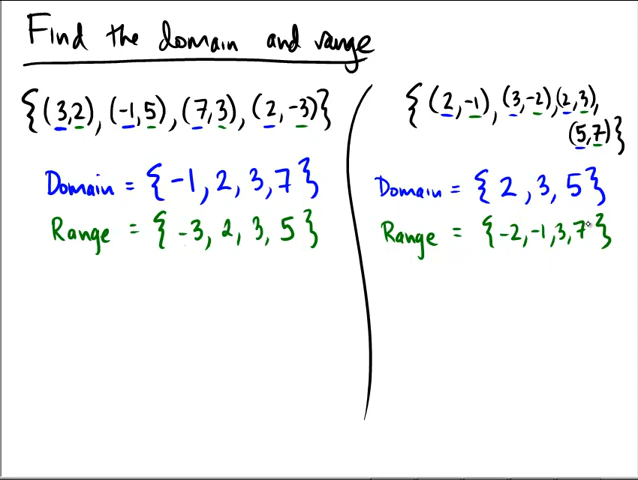 Find the domain and range
{(3,2), (-1,5), (7,3), (2,-3)}
Domain = {-1, 2, 3, 7}
Range = {-3, 2, 3, 5}
{(2,-1), (3,-2), (2,3),
(5,7)}
Domain = {2, 3, 5}
Range = {-2, -1, 3, 7}